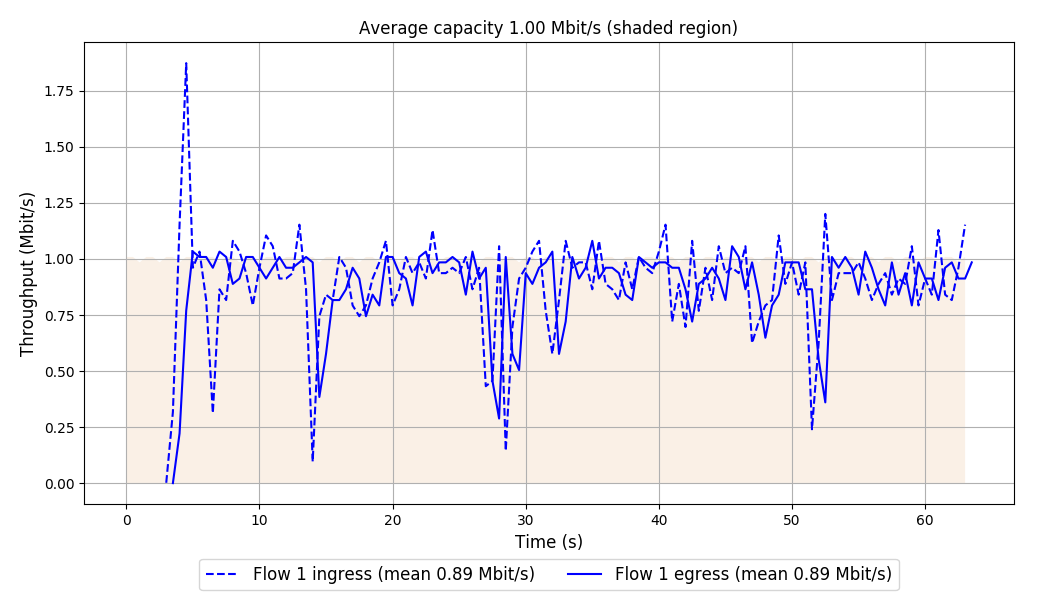 Average capacity 1.00 Mbit/s (shaded region)
Throughput (Mbit/s)
1.75
1.50
1.25
1.00
0.75
0.50
0.25
0.00
0 10 20 30 40 50 60
Time (s)
Flow 1 ingress (mean 0.89 Mbit/s) Flow 1 egress (mean 0.89 Mbit/s)